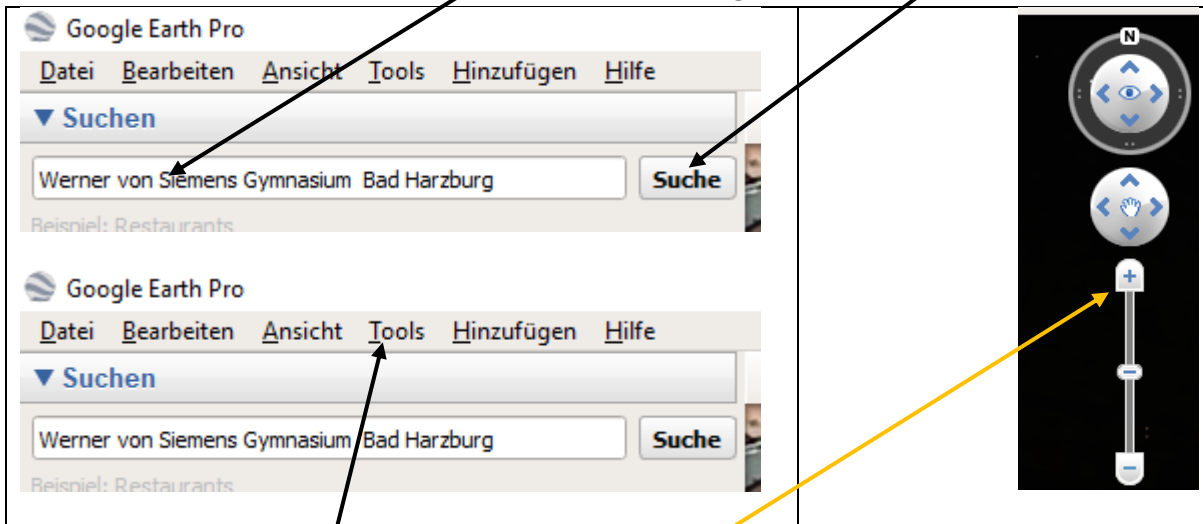 Google Earth Pro
Datei Bearbeiten Ansicht Tools Hinzufügen Hilfe
▼ Suchen
Werner von Siemens Gymnasium Bad Harzburg Suche
Beispiel: Restaurants
Google Earth Pro
Datei Bearbeiten Ansicht Tools Hinzufügen Hilfe
▼ Suchen
Werner von Siemens Gymnasium Bad Harzburg Suche
Beispiel: Restaurants
N
+
−